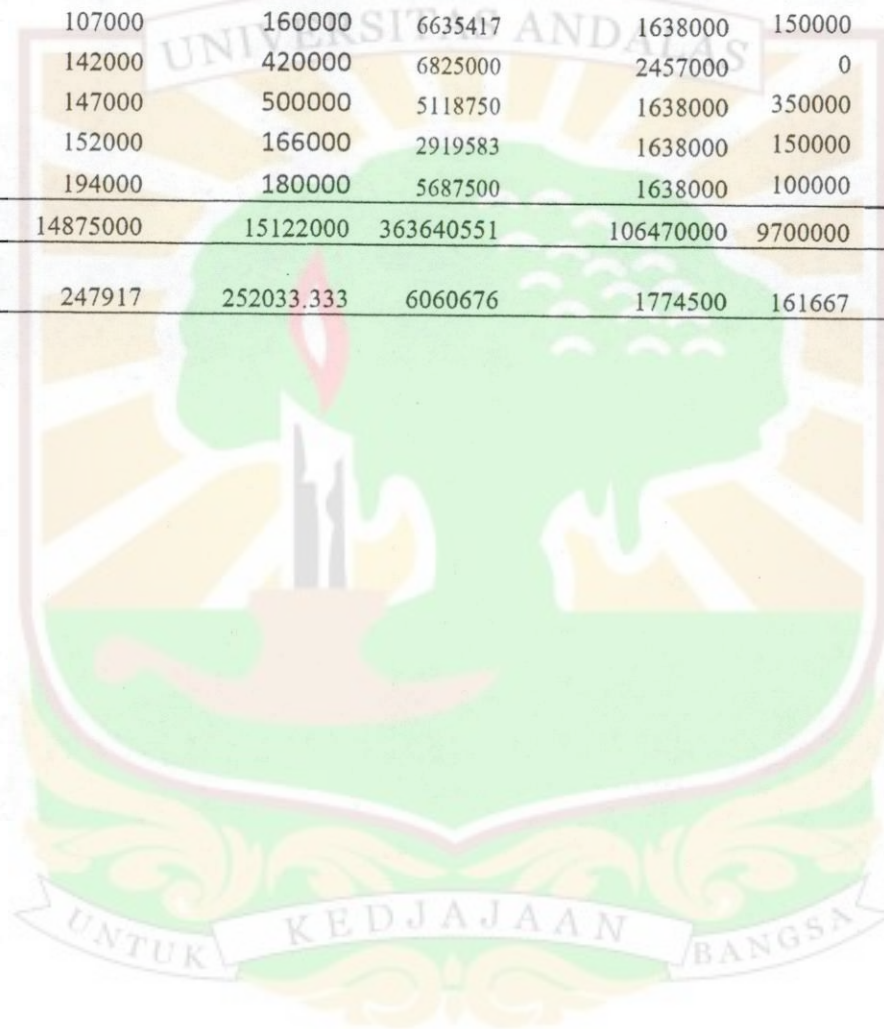 107000 160000 6635417 1638000 150000
UNIVERSITAS ANDALAS
142000 420000 6825000 2457000 0
147000 500000 5118750 1638000 350000
152000 166000 2919583 1638000 150000
194000 180000 5687500 1638000 100000
14875000 15122000 363640551 106470000 9700000
247917 252033.333 6060676 1774500 161667
UNTUK KEDJAJAAN BANGSA